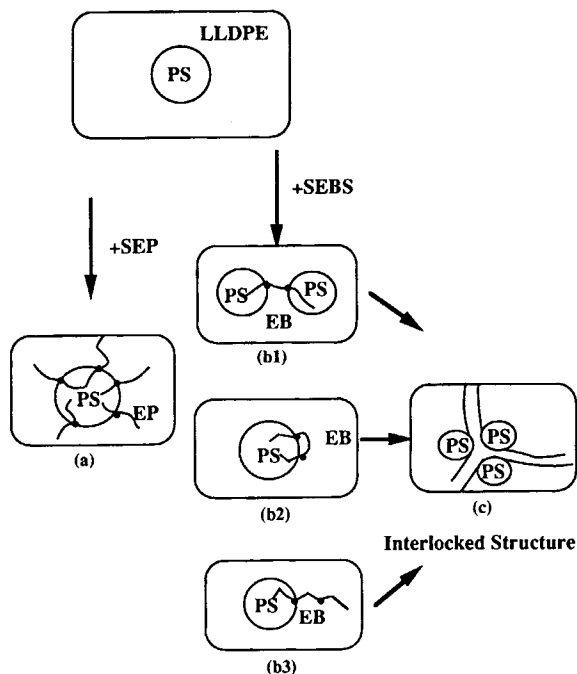 LLDPE
PS
+SEBS
+SEP
PS
PS
EB
(b1)
PS
EP
(a)
PS
EB
(b2)
PS
PS
PS
(c)
Interlocked Structure
PS
EB
(b3)